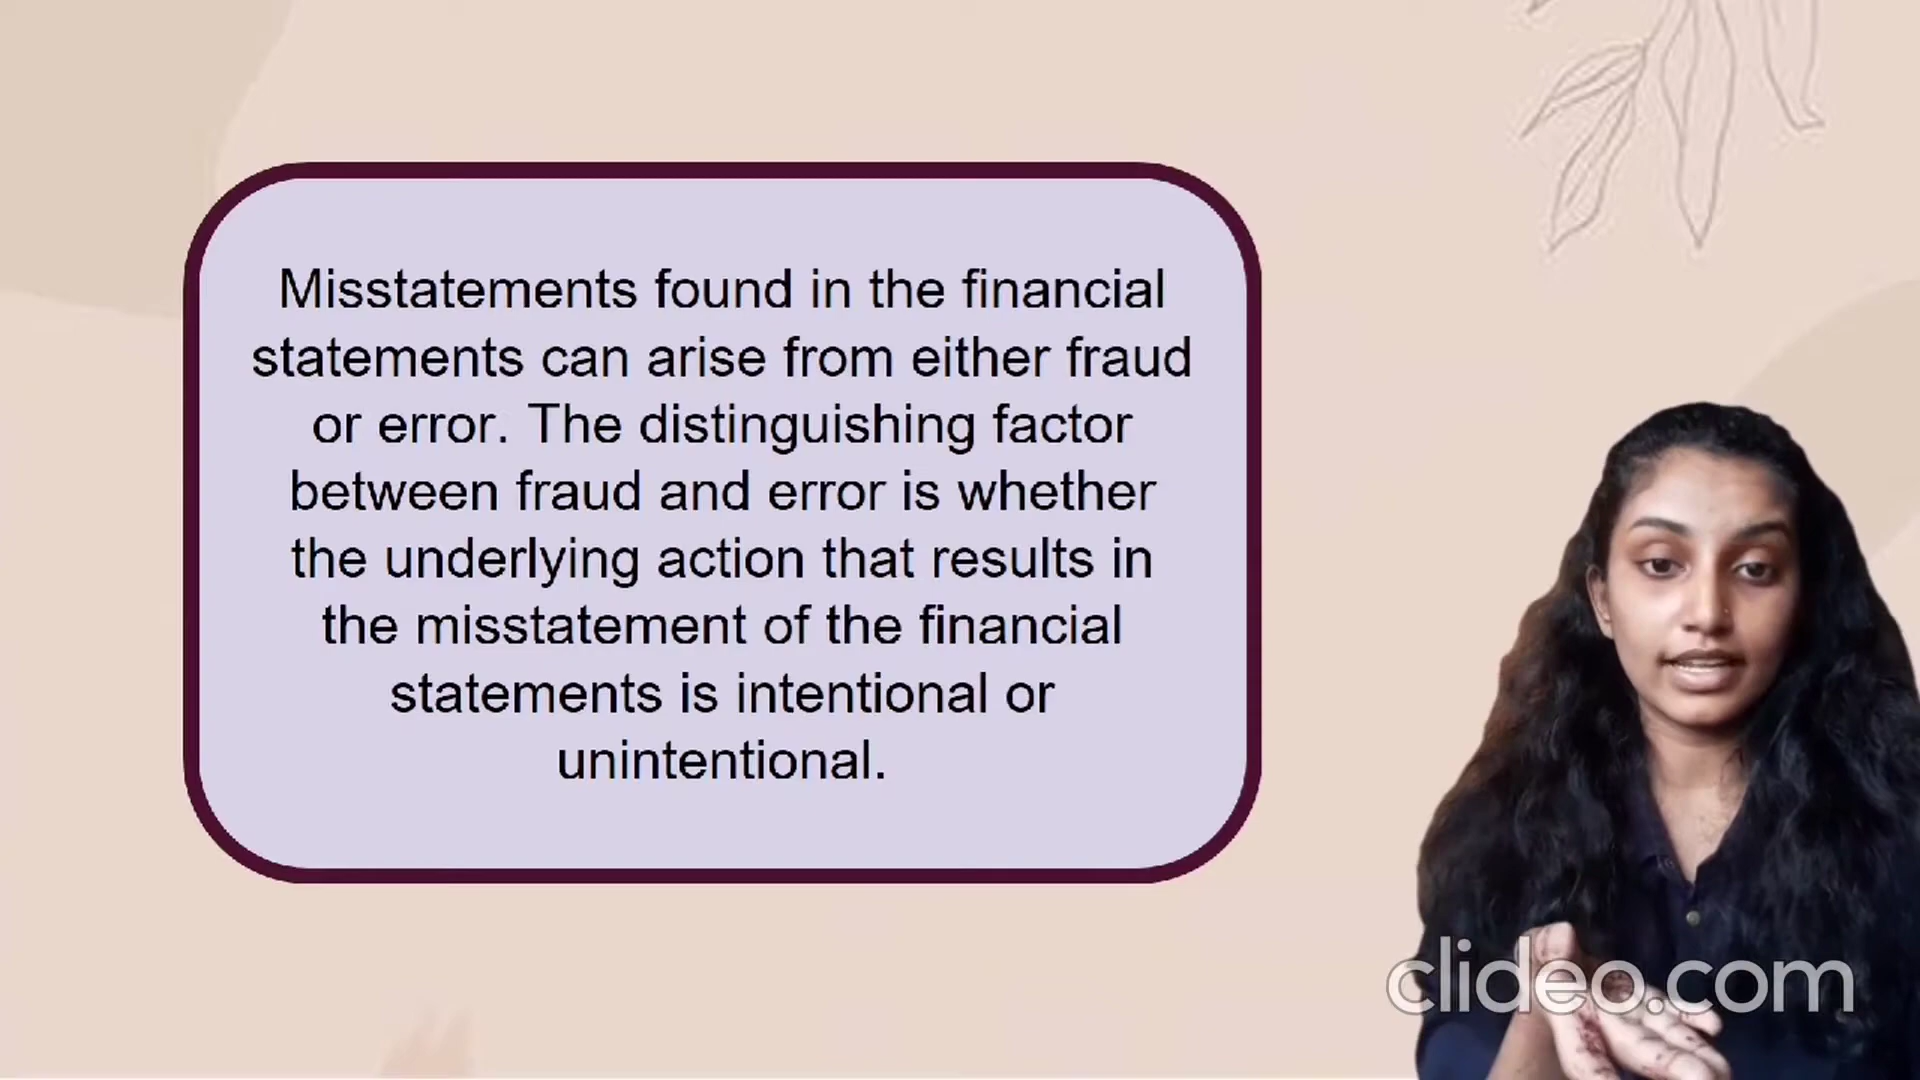 Misstatements found in the financial
statements can arise from either fraud
or error. The distinguishing factor
between fraud and error is whether
the underlying action that results in
the misstatement of the financial
statements is intentional or
unintentional.
clideo.com